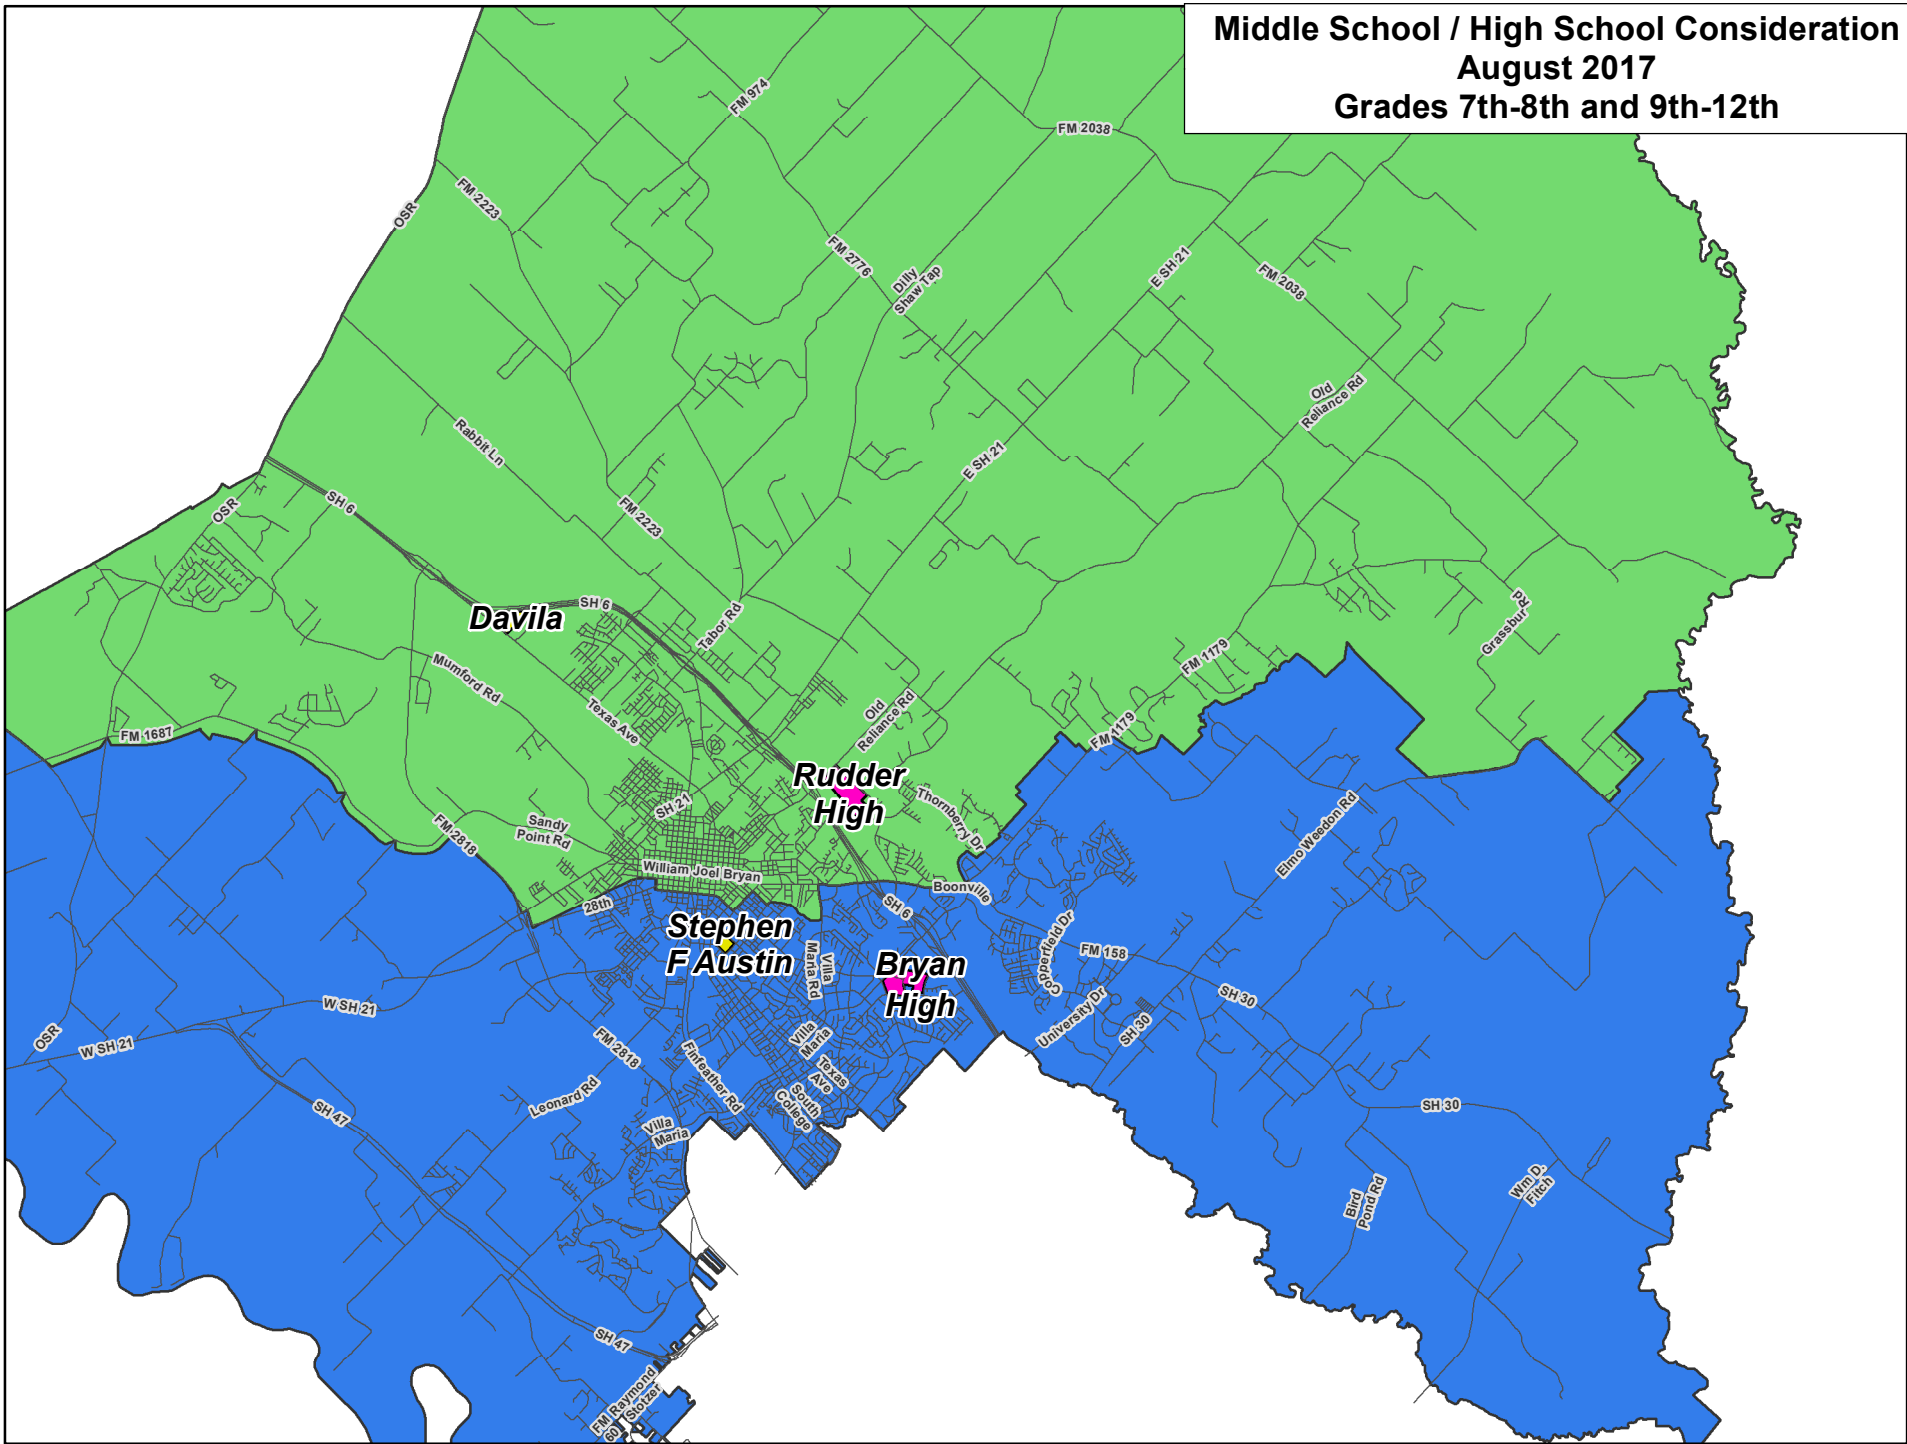 Middle School / High School Consideration
August 2017
Grades 7th-8th and 9th-12th
FM 974
FM 2038
FM 2223
OSR
FM 2776
Dilly
Shaw Tap
E SH 21
FM 2038
Old
Reliance Rd
Rabbit Ln
E SH 21
SH 6
OSR
FM 2223
Davila
SH 6
Tabor Rd
Grassbur Rd
Mumford Rd
FM 1179
Texas Ave
Old
Reliance Rd
FM 1179
FM 1687
Rudder
High
SH 21
Thornberry Dr
Sandy
Point Rd
FM 2818
Elmo Weedon Rd
William Joel Bryan
Boonville
28th
SH 6
Stephen
F Austin
Villa
Maria Rd
Bryan
High
Copperfield Dr
FM 158
W SH 21
SH 30
University Dr
SH 30
OSR
W SH 21
FM 2818
Villa
Maria
Finfeather Rd
Texas
Ave
Leonard Rd
South
College
SH 47
SH 30
Villa
Maria
Wm D.
Fitch
Bird
Pond Rd
SH 47
FM Raymond
Stotzer
60